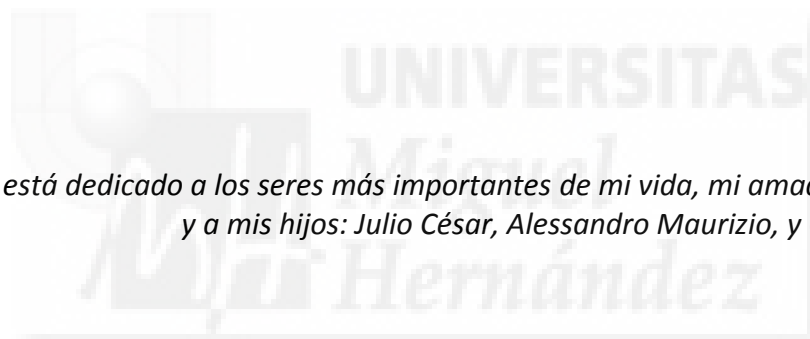 UNIVERSITAS
Miguel
está dedicado a los seres más importantes de mi vida, mi
y a mis hijos: Julio César, Alessandro Maurizio, y
Hernández